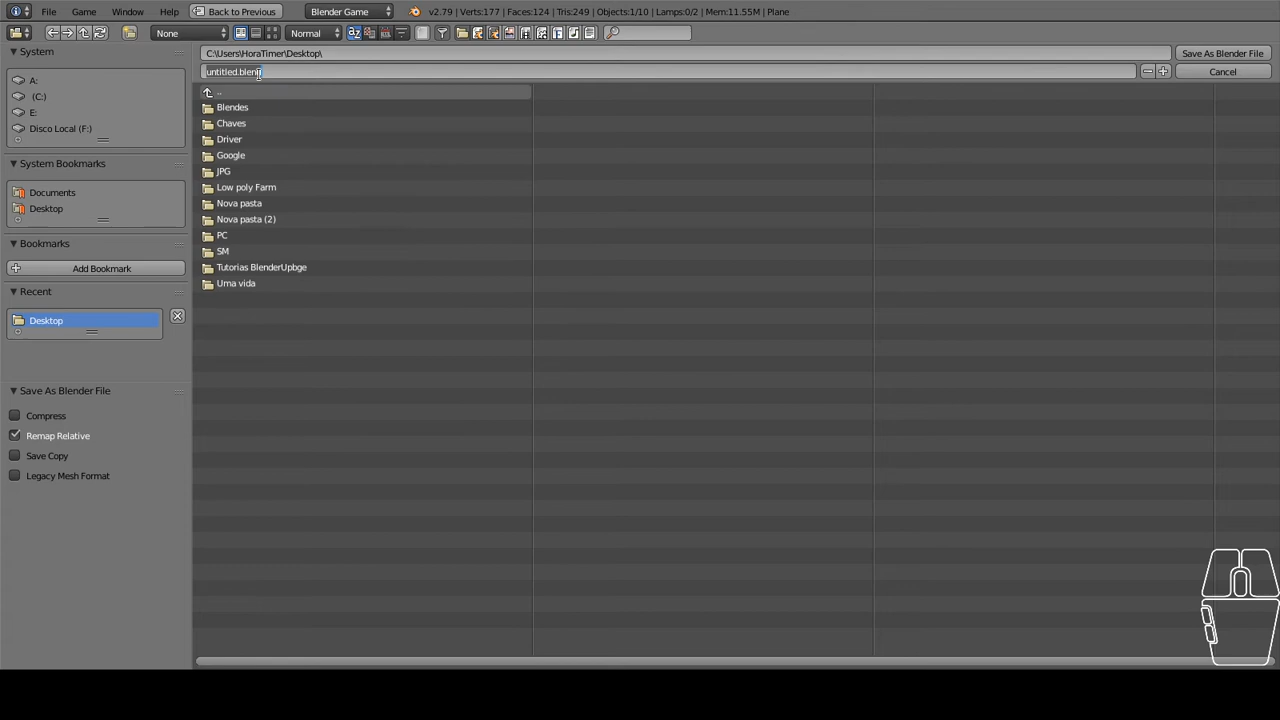 File Game Window Help Back to Previous Blender Game v2.79 | Verts:177 | Faces:124 | Tris:249 | Objects:1/10 | Lamps:0/2 | Mem:11.55M | Plane
None Normal
System
A:
(C:)
E:
Disco Local (F:)
System Bookmarks
Documents
Desktop
Bookmarks
Add Bookmark
Recent
Desktop
Save As Blender File
Compress
Remap Relative
Save Copy
Legacy Mesh Format
C:\Users\HoraTimer\Desktop\ Save As Blender File
untitled.blend Cancel
..
Blendes
Chaves
Driver
Google
JPG
Low poly Farm
Nova pasta
Nova pasta (2)
PC
SM
Tutorias BlenderUpbge
Uma vida